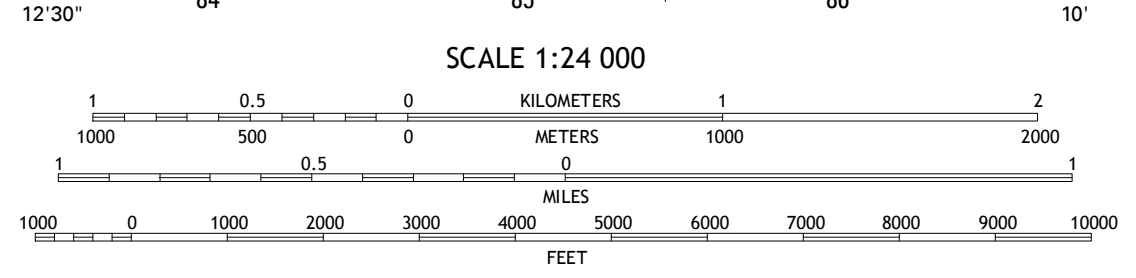 12'30" 10'
SCALE 1:24 000
1 0.5 0 KILOMETERS 1 2
1000 500 0 METERS 1000 2000
1 0.5 0 1
MILES
1000 0 1000 2000 3000 4000 5000 6000 7000 8000 9000 10000
FEET